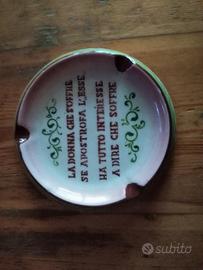 LA DONNA CHE S'OFFRE
SE APOSTROFA L'ESSE
HA TUTTO INTERESSE
A DIRE CHE SOFFRE
subito